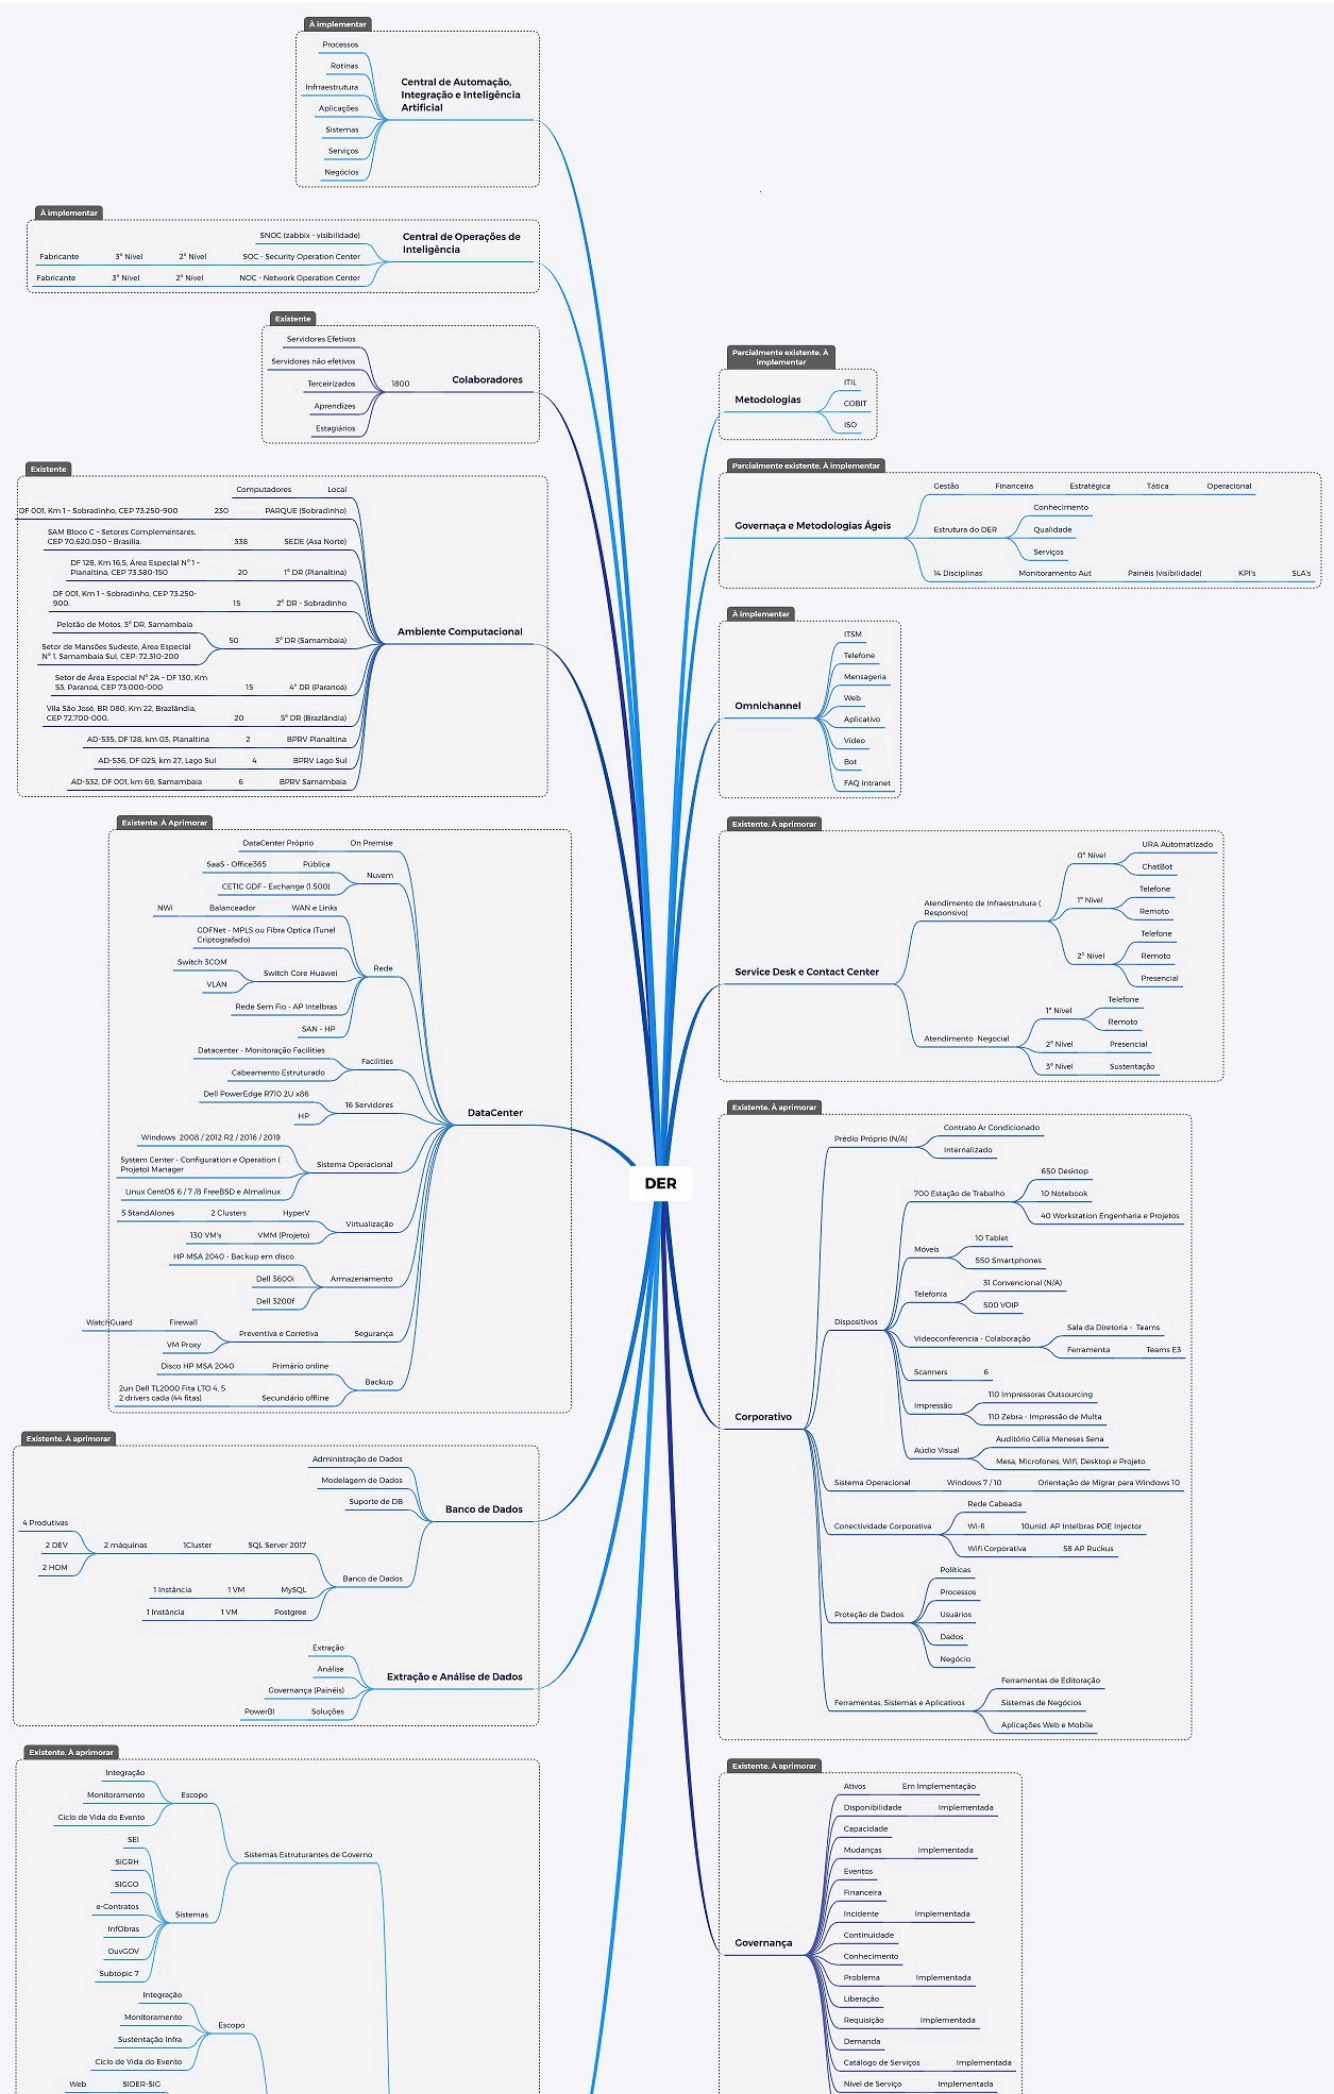 À implementar
Processos
Rotinas
Infrraestrutura
Aplicações
Sistemas
Serviços
Negócios
Central de Automação,
Integração e Inteligência
Artificial
À implementar
SNOC (zabbix - visibilidade)
Fabricante 3º Nível 2º Nível SOC - Security Operation Center
Fabricante 3º Nível 2º Nível NOC - Network Operation Center
Central de Operações de
Inteligência
Existente
Servidores Efetivos
Servidores não efetivos
Terceirizados
Aprendizes
Estagiários
1800 Colaboradores
Existente
Computadores Local
DF 001, Km 1 – Sobradinho, CEP 73.250-900 230 PARQUE (Sobradinho)
SAM Bloco C – Setores Complementares,
CEP 70.620.030 – Brasília. 338 SEDE (Asa Norte)
DF 128, Km 16,5, Área Especial Nº 1 –
Planaltina, CEP 73.380-150 20 1º DR (Planaltina)
DF 001, Km 1 – Sobradinho, CEP 73.250-
900. 15 2º DR - Sobradinho
Pelotão de Motos, 3º DR, Samambaia
Setor de Mansões Sudeste, Área Especial
Nº 1, Samambaia Sul, CEP: 72.310-200
50 3º DR (Samambaia)
Setor de Área Especial Nº 2A – DF 130, Km
53, Paranoá, CEP 73.000-000 15 4º DR (Paranoá)
Vila São José, BR 080, Km 22, Brazlândia,
CEP 72.700-000. 20 5º DR (Brazlândia)
AD-535, DF 128, km 03, Planaltina 2 BPRV Planaltina
AD-536, DF 025, km 27, Lago Sul 4 BPRV Lago Sul
AD-532, DF 001, km 69, Samambaia 6 BPRV Samambaia
Ambiente Computacional
Existente. À Aprimorar
DataCenter Próprio On Premise
SaaS - Office365 Pública
CETIC GDF - Exchange (1.500)
Nuvem
NWi Balanceador WAN e Links
GDFNet - MPLS ou Fibra Optica (Tunel
Criptografado)
Switch 3COM
VLAN
Switch Core Huawei
Rede Sem Fio - AP Intelbras
SAN - HP
Rede
Datacenter - Monitoração Facilities
Cabeamento Estruturado
Facilities
Dell PowerEdge R710 2U x86
HP
16 Servidores
Windows 2008 / 2012 R2 / 2016 / 2019
System Center - Configuration e Operation (
Projeto) Manager
Linux CentOS 6 / 7 /8 FreeBSD e Almalinux
Sistema Operacional
5 StandAlones 2 Clusters HyperV
130 VM's VMM (Projeto)
Virtualização
HP MSA 2040 - Backup em disco
Dell 3600i
Dell 3200f
Armazenamento
WatchGuard Firewall
VM Proxy
Preventiva e Corretiva Segurança
Disco HP MSA 2040 Primário online
2un Dell TL2000 Fita LTO 4, 5
2 drivers cada (44 fitas) Secundário offline
Backup
DataCenter
Existente. À aprimorar
Administração de Dados
Modelagem de Dados
Suporte de DB
4 Produtivas
2 DEV
2 HOM
2 máquinas 1Cluster SQL Server 2017
1 Instância 1 VM MySQL
1 Instância 1 VM Postgree
Banco de Dados
Banco de Dados
Extração
Análise
Governança (Painéis)
PowerBI Soluções
Extração e Análise de Dados
Existente. À aprimorar
Integração
Monitoramento
Ciclo de Vida do Evento
Escopo
SEI
SIGRH
SIGGO
e-Contratos
InfObras
OuvGOV
Subtopic 7
Sistemas
Sistemas Estruturantes de Governo
Integração
Monitoramento
Sustentação Infra
Ciclo de Vida do Evento
Escopo
Web SIDER-SIG
DER
Parcialmente existente. À
implementar
Metodologias
ITIL
COBIT
ISO
Parcialmente existente. À implementar
Governaça e Metodologias Ágeis
Gestão Financeira Estratégica Tática Operacional
Estrutura do DER
Conhecimento
Qualidade
Serviços
14 Disciplinas Monitoramento Aut Painéis (visibilidade) KPI's SLA's
À implementar
Omnichannel
ITSM
Telefone
Mensageria
Web
Aplicativo
Video
Bot
FAQ Intranet
Existente. À aprimorar
Service Desk e Contact Center
Atendimento de Infraestrutura (
Responsivo)
0º Nível
URA Automatizado
ChatBot
1º Nível
Telefone
Remoto
2º Nível
Telefone
Remoto
Presencial
Atendimento Negocial
1º Nível
Telefone
Remoto
2º Nível Presencial
3º Nível Sustentação
Existente. À aprimorar
Corporativo
Prédio Próprio (N/A)
Contrato Ar Condicionado
Internalizado
Dispositivos
700 Estação de Trabalho
650 Desktop
10 Notebook
40 Workstation Engenharia e Projetos
Móveis
10 Tablet
550 Smartphones
Telefonia
31 Convencional (N/A)
500 VOIP
Videoconferencia - Colaboração
Sala da Diretoria - Teams
Ferramenta Teams E3
Scanners 6
Impressão
110 Impressoras Outsourcing
110 Zebra - Impressão de Multa
Aúdio Visual
Auditório Célia Meneses Sena
Mesa, Microfones, Wifi, Desktop e Projeto
Sistema Operacional Windows 7 / 10 Orientação de Migrar para Windows 10
Conectividade Corporativa
Rede Cabeada
Wi-fi 10unid. AP Intelbras POE Injector
Wifi Corporativa 58 AP Ruckus
Proteção de Dados
Políticas
Processos
Usuários
Dados
Negócio
Ferramentas, Sistemas e Aplicativos
Ferramentas de Editoração
Sistemas de Negócios
Aplicações Web e Mobile
Existente. À aprimorar
Governança
Ativos Em Implementação
Disponibilidade Implementada
Capacidade
Mudanças Implementada
Eventos
Financeira
Incidente Implementada
Continuidade
Conhecimento
Problema Implementada
Liberação
Requisição Implementada
Demanda
Catálogo de Serviços Implementada
Nível de Serviço Implementada